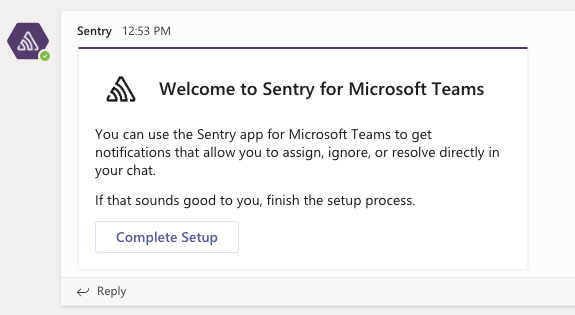 Sentry 12:53 PM
Welcome to Sentry for Microsoft Teams
You can use the Sentry app for Microsoft Teams to get
notifications that allow you to assign, ignore, or resolve directly in
your chat.
If that sounds good to you, finish the setup process.
Complete Setup
Reply